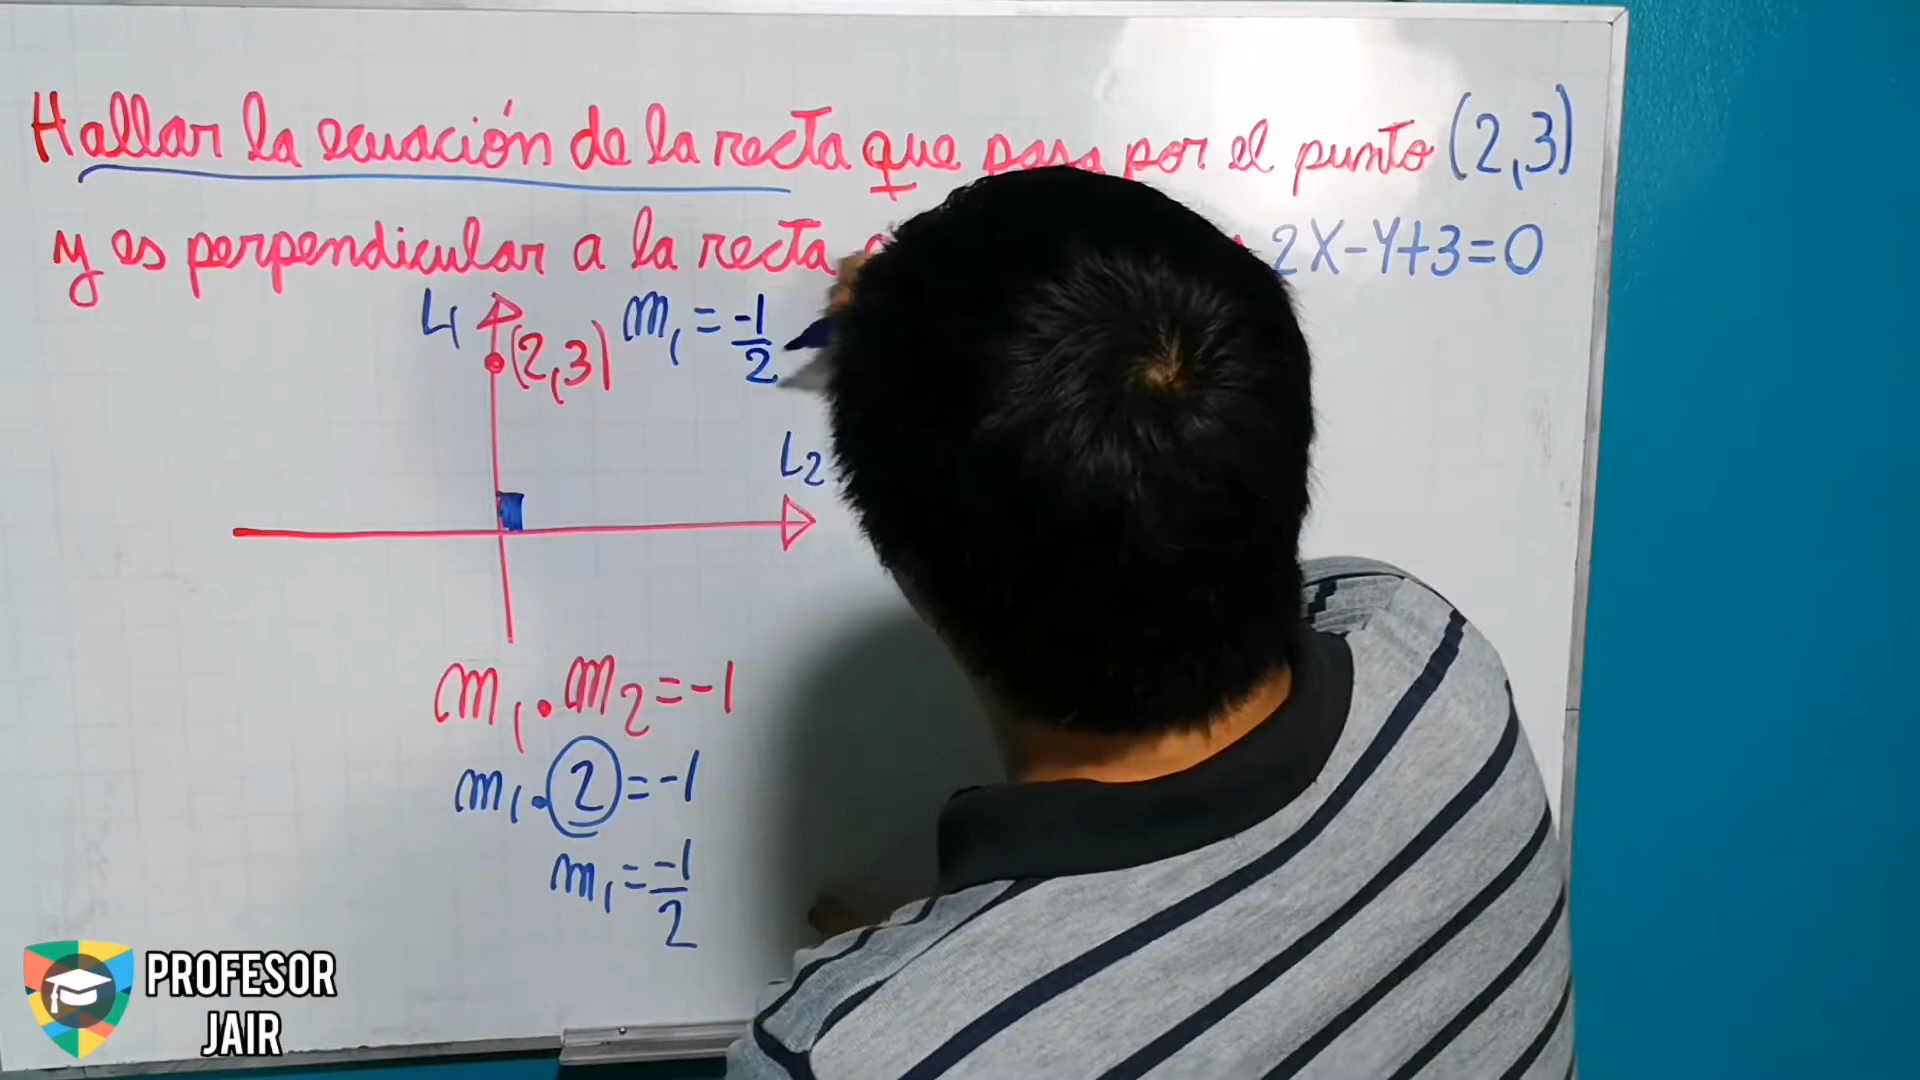 Hallar la ecuación de la recta que pasa por el punto (2,3)
y es perpendicular a la recta 2X-Y+3=0
L1
(2,3)
m1 = -1/2
L2
m1 . m2 = -1
m1 . 2 = -1
m1 = -1/2
PROFESOR
JAIR